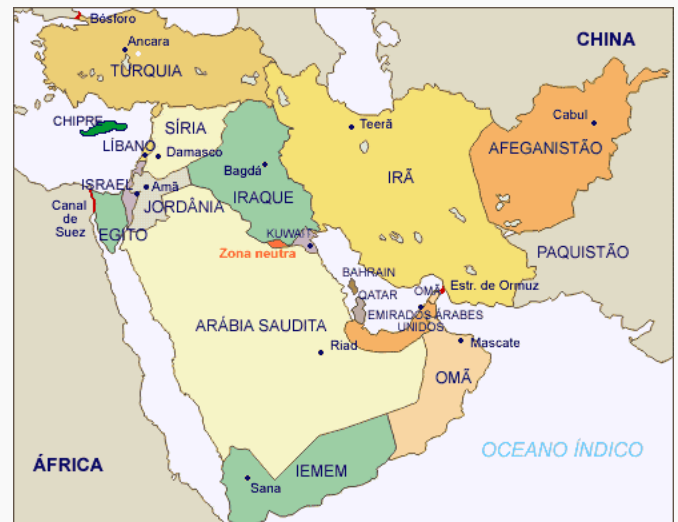 Bósforo
Ancara
TURQUIA
CHINA
CHIPRE
SÍRIA
LÍBANO
Damasco
Teerã
Cabul
AFEGANISTÃO
IRÃ
Bagdá
IRAQUE
ISRAEL
Amã
JORDÂNIA
Canal
de
Suez
EGITO
KUWAIT
Zona neutra
PAQUISTÃO
BAHRAIN
QATAR
OMÃ
Estr. de Ormuz
EMIRADOS ÁRABES
UNIDOS
ARÁBIA SAUDITA
Riad
Mascate
OMÃ
OCEANO ÍNDICO
ÁFRICA
IEMEM
Sana